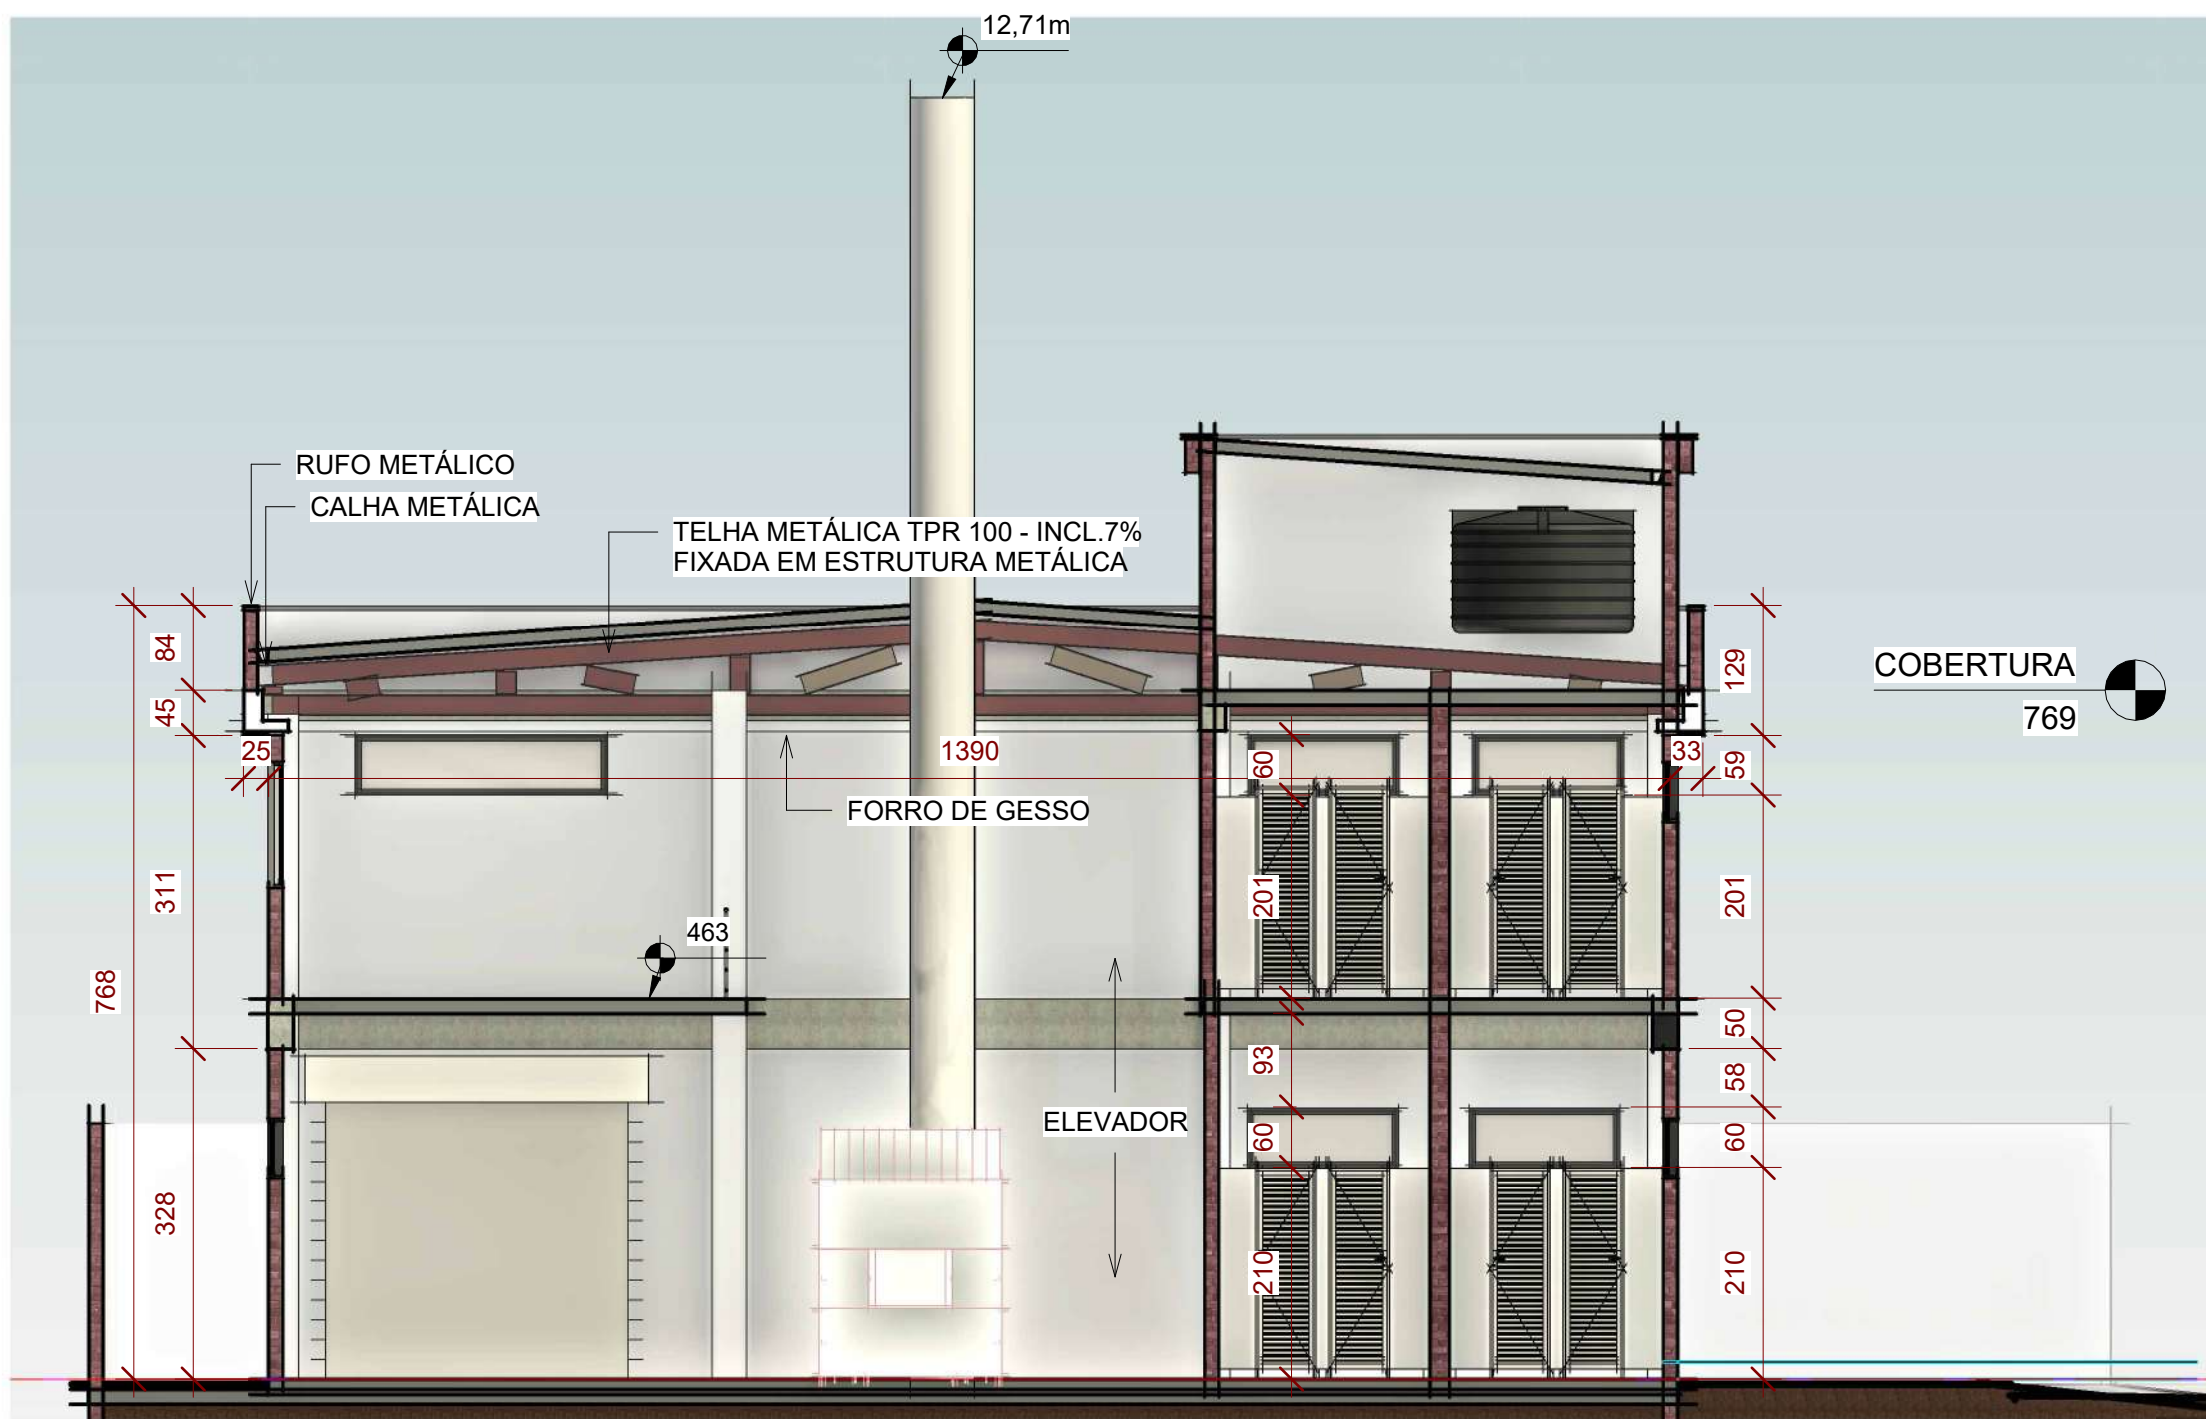 12,71m
RUFO METÁLICO
CALHA METÁLICA
TELHA METÁLICA TPR 100 - INCL.7%
FIXADA EM ESTRUTURA METÁLICA
84
45
25
1390
33
129
COBERTURA
769
60
59
FORRO DE GESSO
311
201
201
463
768
50
93
58
ELEVADOR
60
60
328
210
210